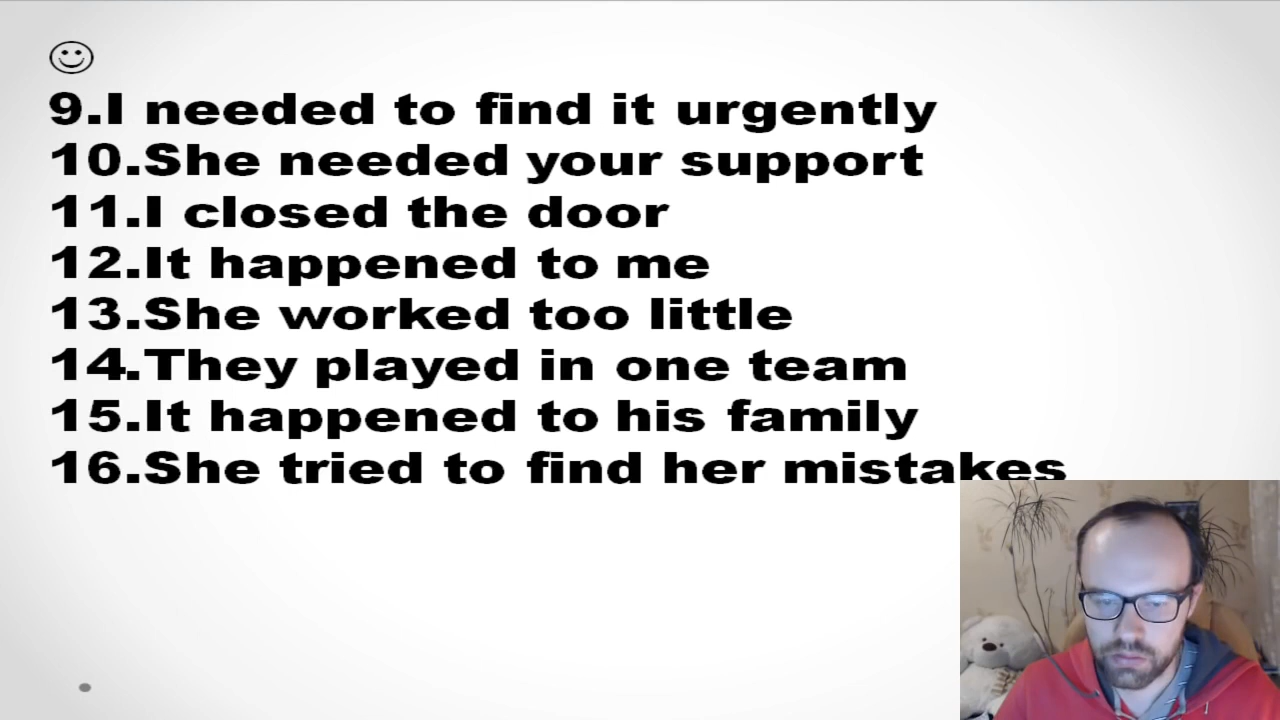 9.I needed to find it urgently
10.She needed your support
11.I closed the door
12.It happened to me
13.She worked too little
14.They played in one team
15.It happened to his family
16.She tried to find her mistakes